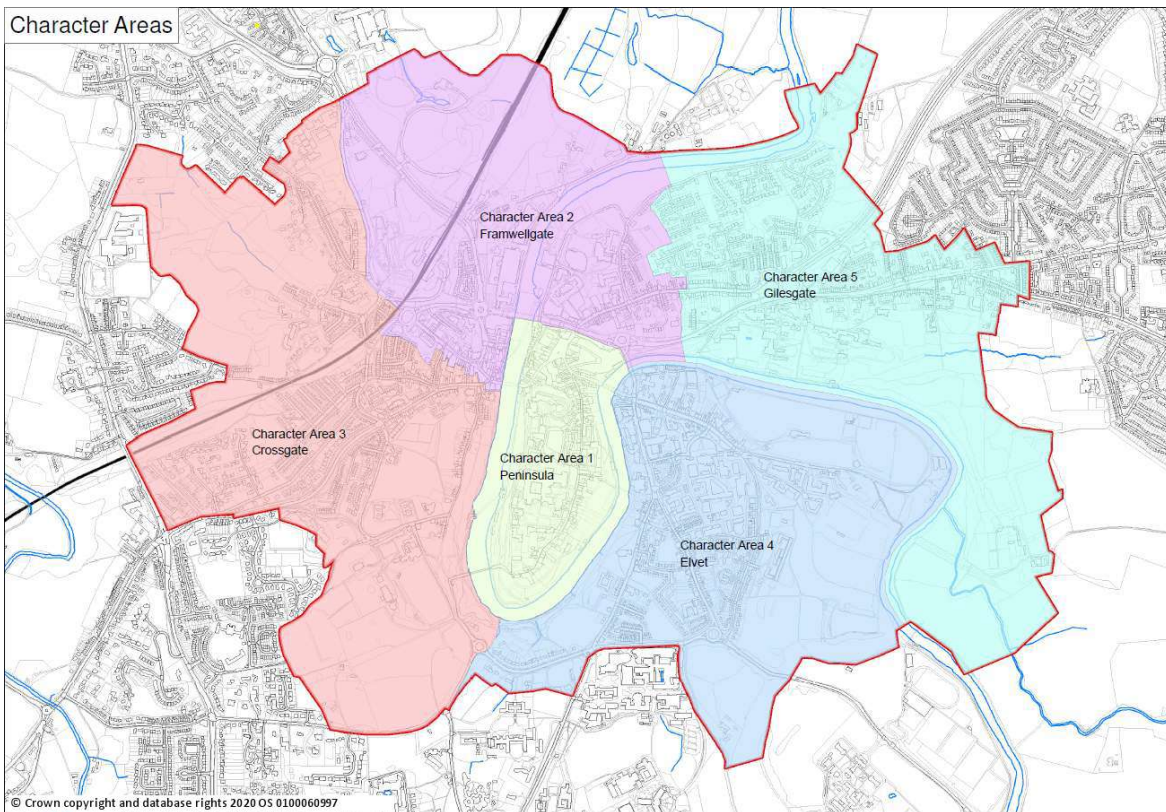 Character Areas
Character Area 2
Framwellgate
Character Area 5
Gilesgate
Character Area 3
Crossgate
Character Area 1
Peninsula
Character Area 4
Elvet
© Crown copyright and database rights 2020 OS 0100060997